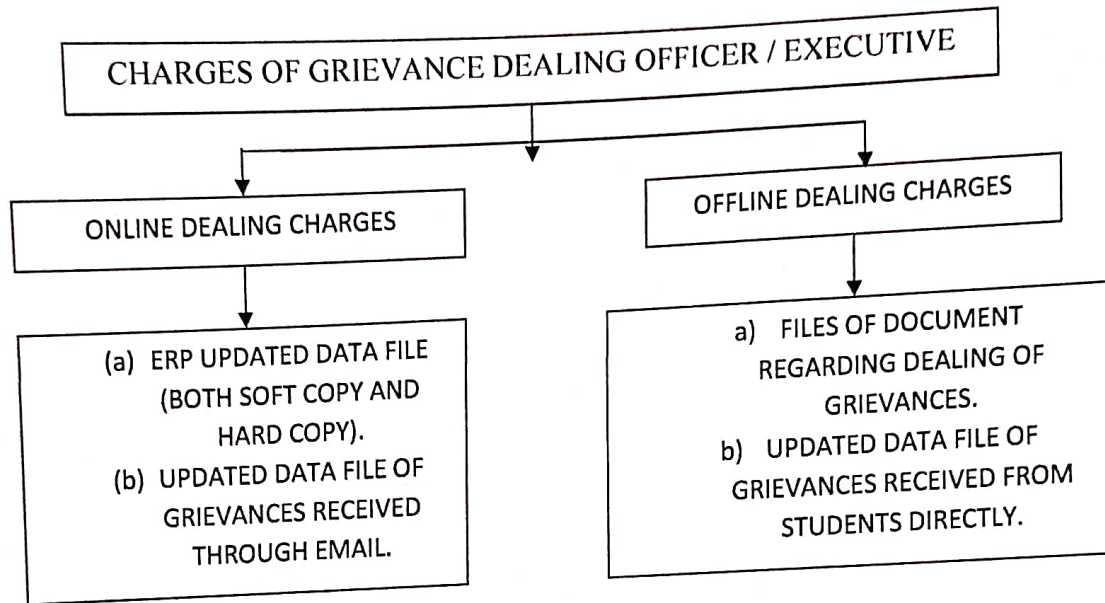 CHARGES OF GRIEVANCE DEALING OFFICER / EXECUTIVE
ONLINE DEALING CHARGES
(a) ERP UPDATED DATA FILE
(BOTH SOFT COPY AND
HARD COPY).
(b) UPDATED DATA FILE OF
GRIEVANCES RECEIVED
THROUGH EMAIL.
OFFLINE DEALING CHARGES
a) FILES OF DOCUMENT
REGARDING DEALING OF
GRIEVANCES.
b) UPDATED DATA FILE OF
GRIEVANCES RECEIVED FROM
STUDENTS DIRECTLY.